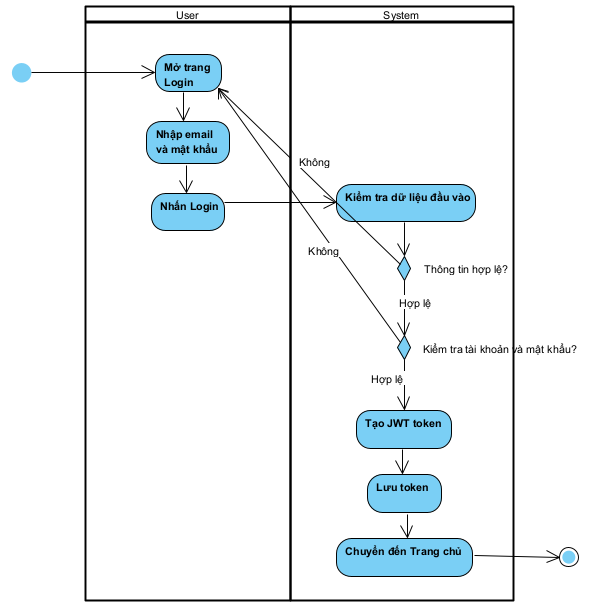 User
System
Mở trang
Login
Nhập email
và mật khẩu
Nhấn Login
Không
Kiểm tra dữ liệu đầu vào
Không
Thông tin hợp lệ?
Hợp lệ
Kiểm tra tài khoản và mật khẩu?
Hợp lệ
Tạo JWT token
Lưu token
Chuyển đến Trang chủ